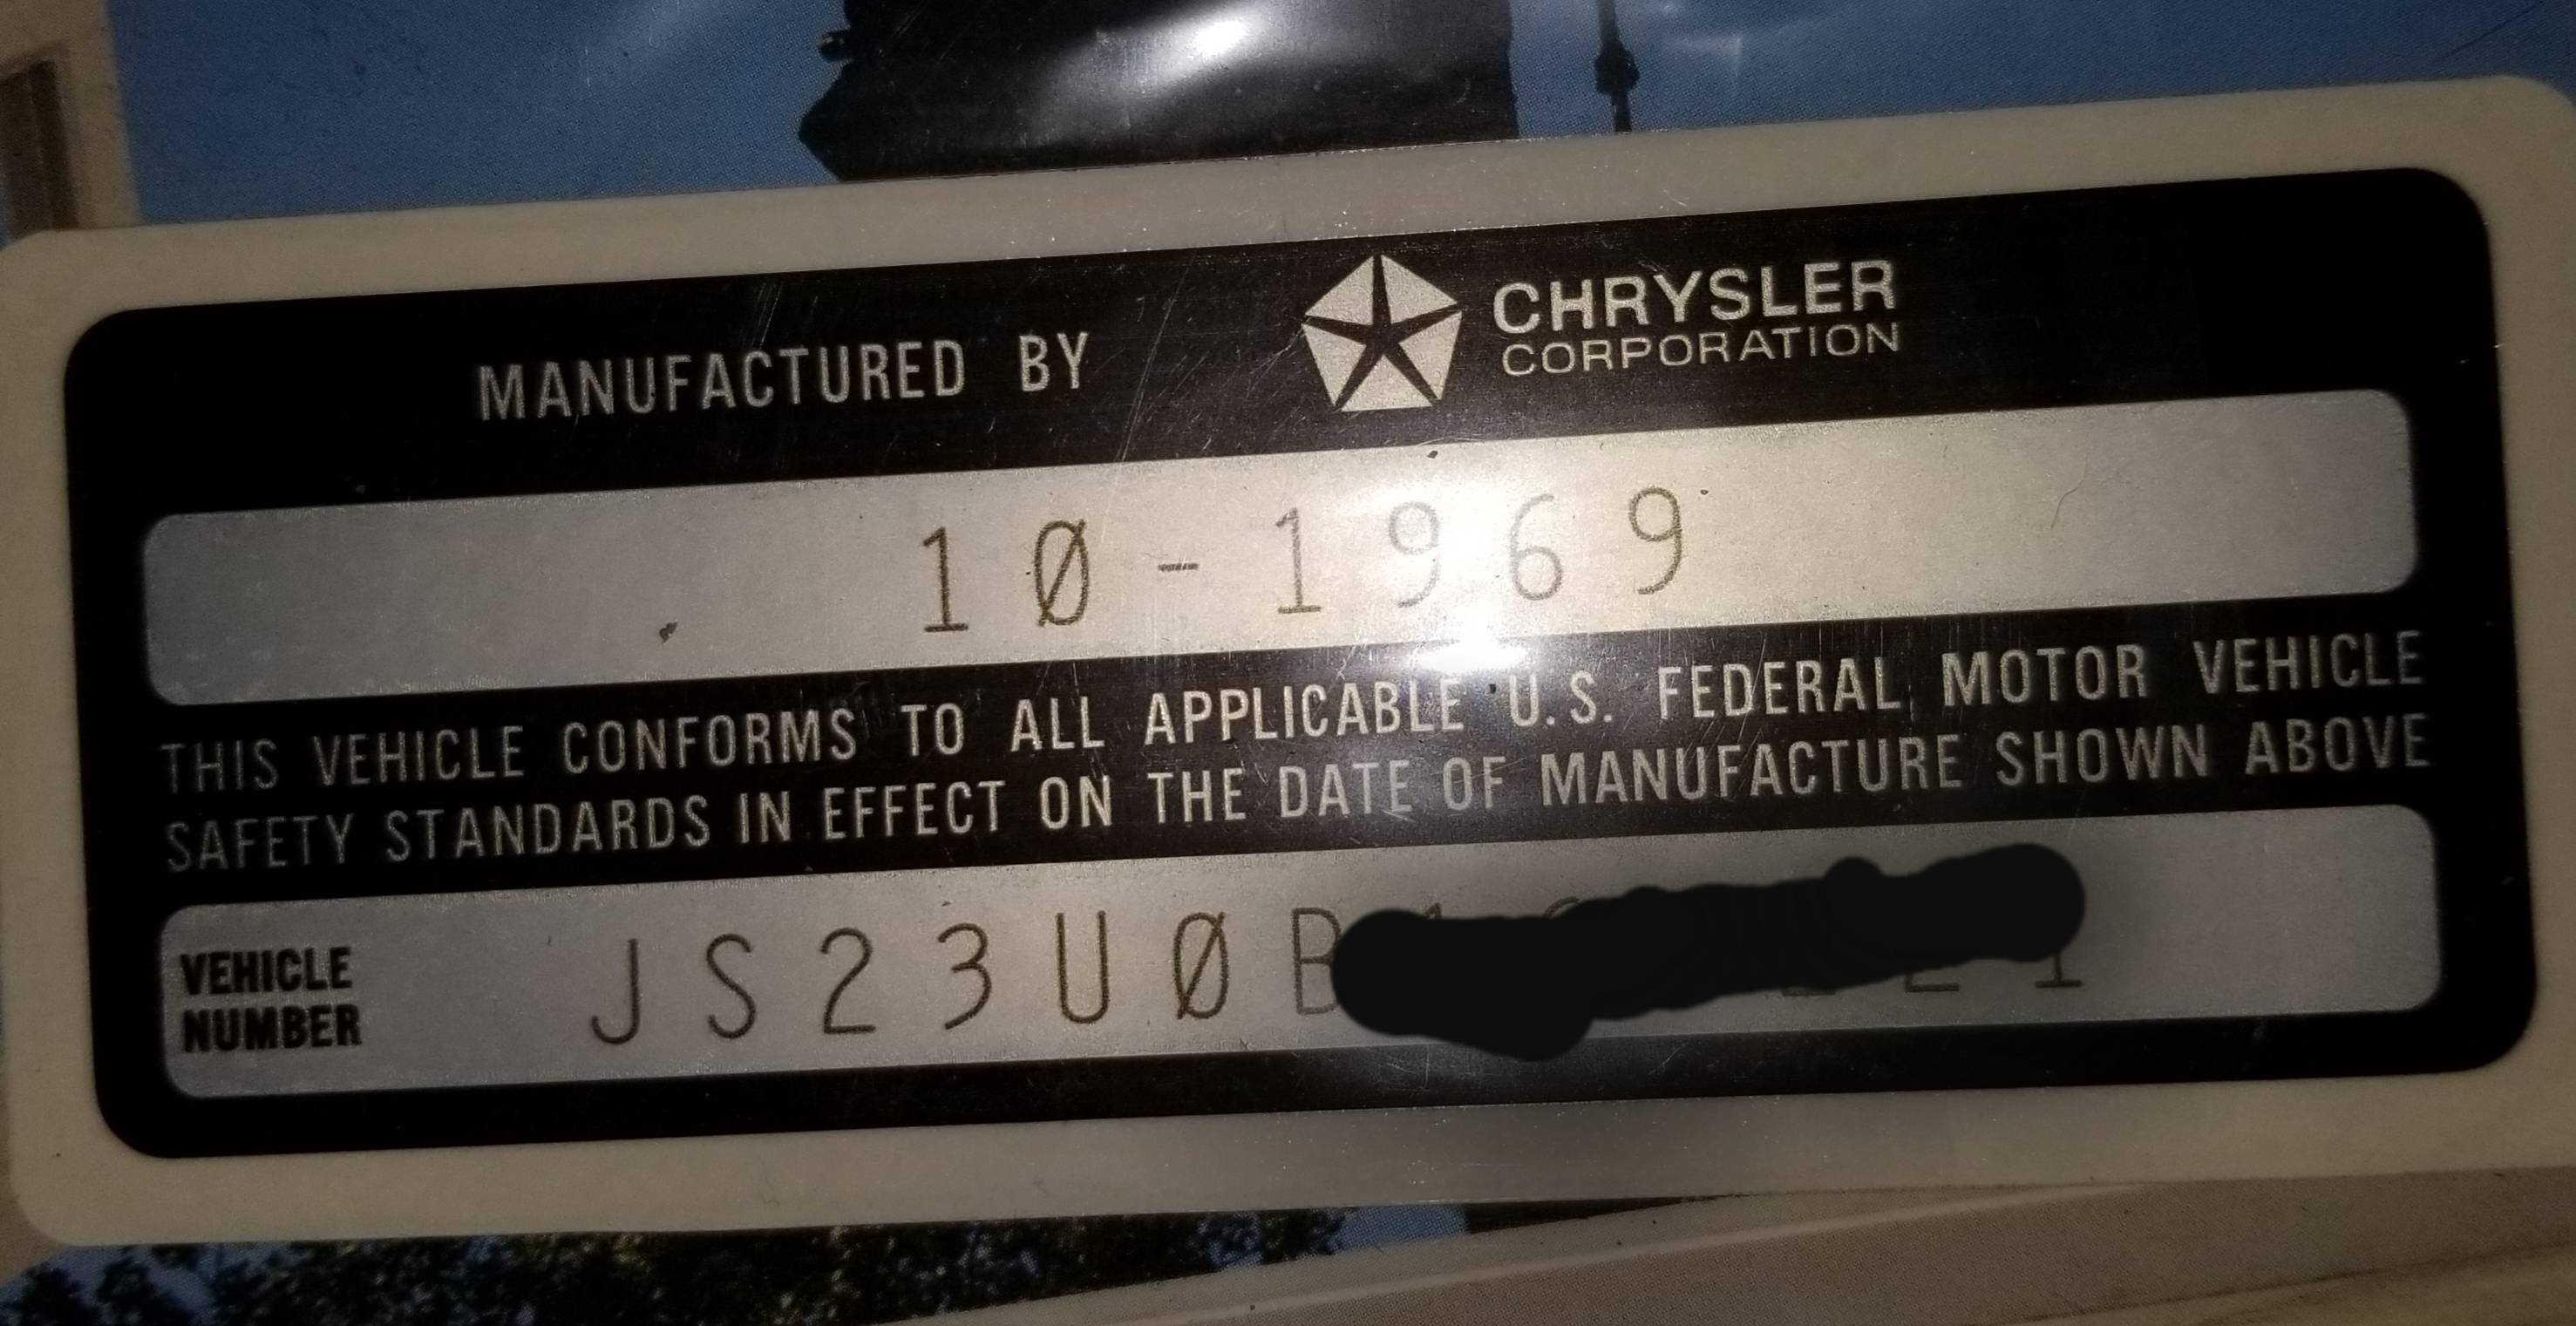 MANUFACTURED BY CHRYSLER
CORPORATION
10-1969
THIS VEHICLE CONFORMS TO ALL APPLICABLE U.S. FEDERAL MOTOR VEHICLE
SAFETY STANDARDS IN EFFECT ON THE DATE OF MANUFACTURE SHOWN ABOVE
VEHICLE
NUMBER
JS23U0B